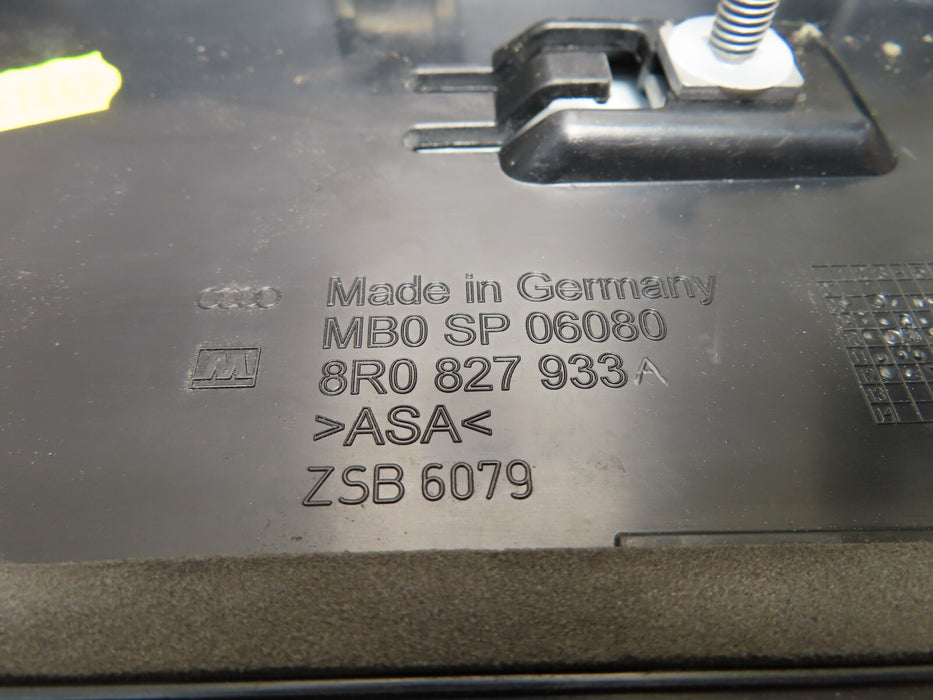 Made in Germany
MB0 SP 06080
8R0 827 933 A
>ASA<
ZSB 6079